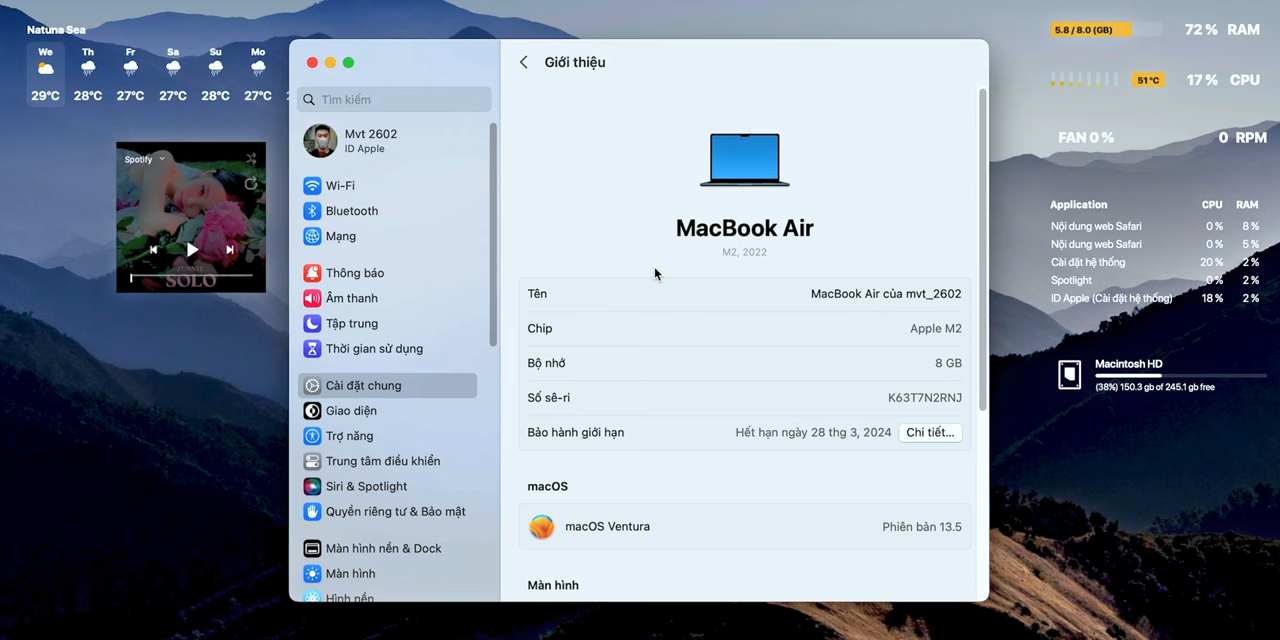 Natuna Sea
We Th Fr Sa Su Mo
29°C 28°C 27°C 27°C 28°C 27°C
Spotify
JENNIE
SOLO
Tìm kiếm
Mvt 2602
ID Apple
Wi-Fi
Bluetooth
Mạng
Thông báo
Âm thanh
Tập trung
Thời gian sử dụng
Cài đặt chung
Giao diện
Trợ năng
Trung tâm điều khiển
Siri & Spotlight
Quyền riêng tư & Bảo mật
Màn hình nền & Dock
Màn hình
Hình nền
Giới thiệu
MacBook Air
M2, 2022
Tên MacBook Air của mvt_2602
Chip Apple M2
Bộ nhớ 8 GB
Số sê-ri K63T7N2RNJ
Bảo hành giới hạn Hết hạn ngày 28 thg 3, 2024 Chi tiết...
macOS
macOS Ventura Phiên bản 13.5
Màn hình
5.8 / 8.0 (GB) 72 % RAM
51°C 17 % CPU
FAN 0 % 0 RPM
Application CPU RAM
Nội dung web Safari 0 % 8 %
Nội dung web Safari 0 % 5 %
Cài đặt hệ thống 20 % 2 %
Spotlight 0 % 2 %
ID Apple (Cài đặt hệ thống) 18 % 2 %
Macintosh HD
(38%) 150.3 gb of 245.1 gb free